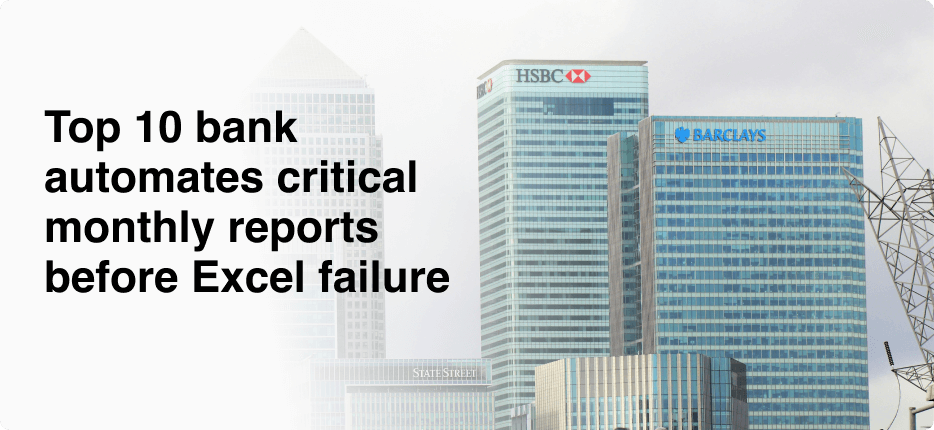 Top 10 bank
automates critical
monthly reports
before Excel failure
HSBC
BARCLAYS
STATE STREET